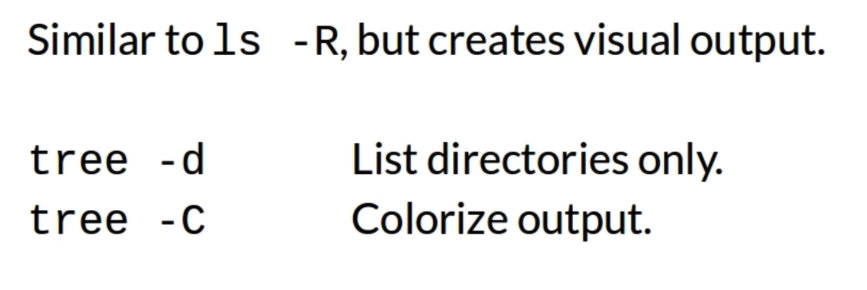 Similar to ls -R, but creates visual output.
tree -d List directories only.
tree -C Colorize output.